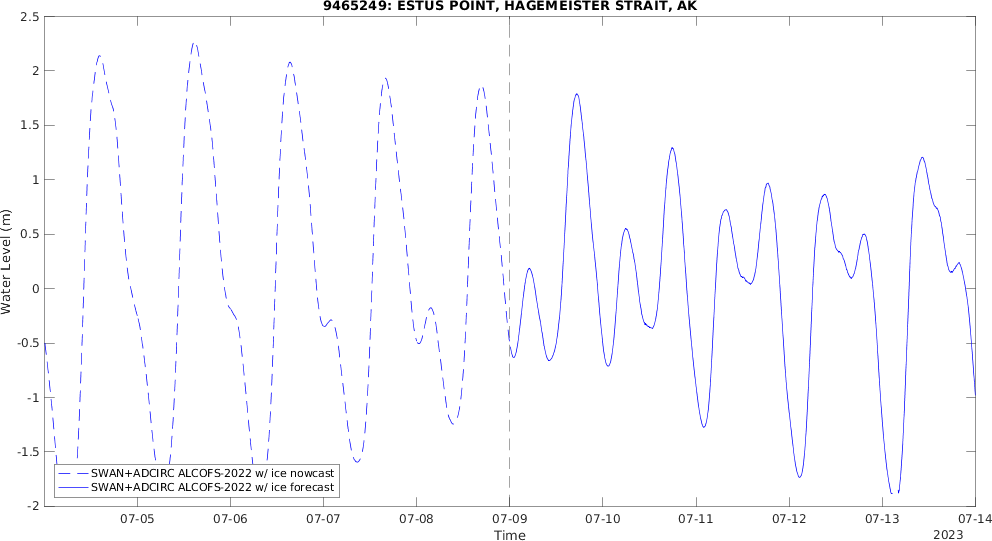 9465249: ESTUS POINT, HAGEMEISTER STRAIT, AK
2.5
2
1.5
1
0.5
0
-0.5
-1
-1.5
-2
Water Level (m)
SWAN+ADCIRC ALCOFS-2022 w/ ice nowcast
SWAN+ADCIRC ALCOFS-2022 w/ ice forecast
07-05 07-06 07-07 07-08 07-09 07-10 07-11 07-12 07-13 07-14
Time
2023